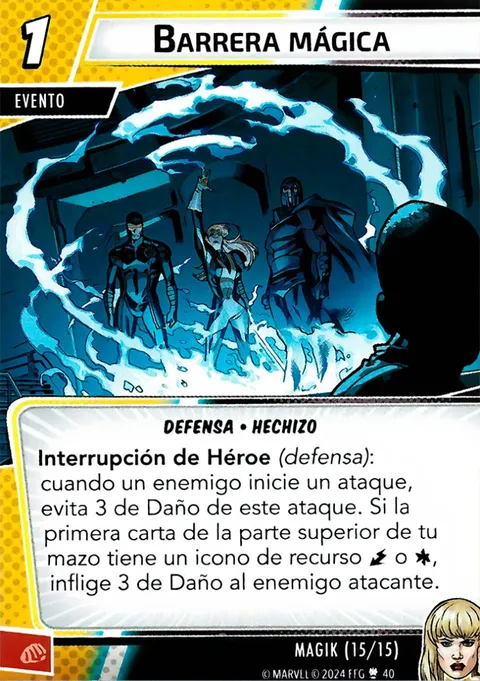 1
BARRERA MÁGICA
EVENTO
DEFENSA • HECHIZO
Interrupción de Héroe (defensa):
cuando un enemigo inicie un ataque,
evita 3 de Daño de este ataque. Si la
primera carta de la parte superior de tu
mazo tiene un icono de recurso o ,
inflige 3 de Daño al enemigo atacante.
MAGIK (15/15)
© MARVEL © 2024 FFG 40